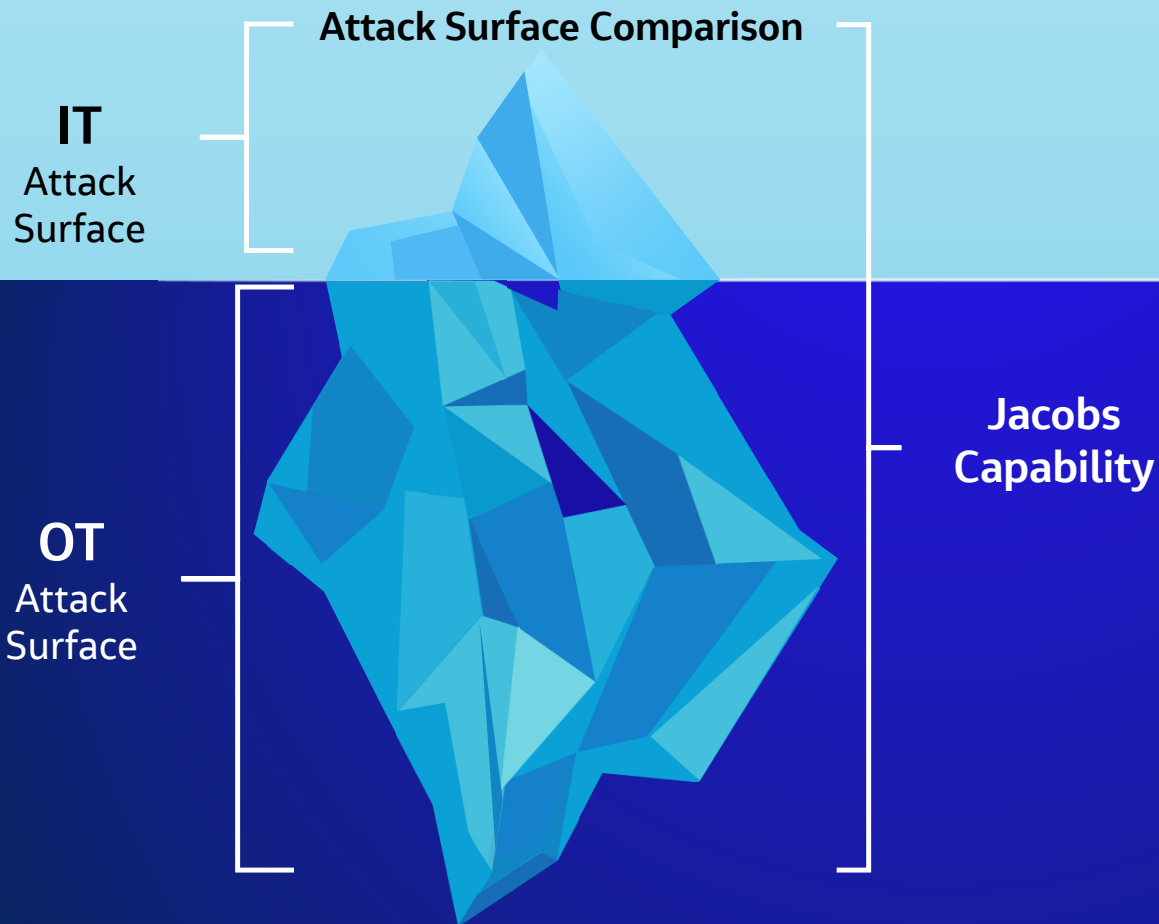 Attack Surface Comparison
IT
Attack
Surface
OT
Attack
Surface
Jacobs
Capability